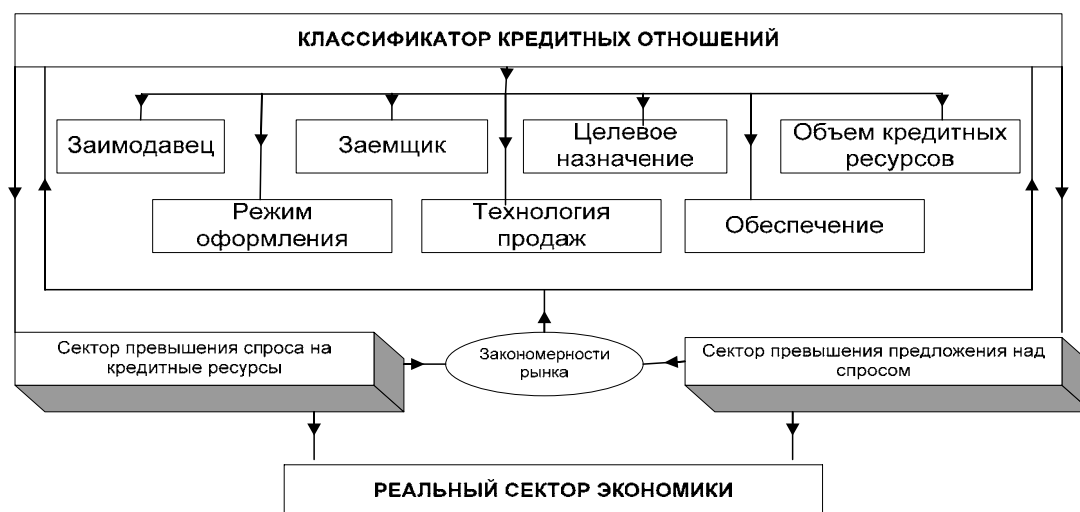 КЛАССИФИКАТОР КРЕДИТНЫХ ОТНОШЕНИЙ
Заимодавец
Заемщик
Целевое
назначение
Объем кредитных
ресурсов
Режим
оформления
Технология
продаж
Обеспечение
Сектор превышения спроса на
кредитные ресурсы
Закономерности
рынка
Сектор превышения предложения над
спросом
РЕАЛЬНЫЙ СЕКТОР ЭКОНОМИКИ